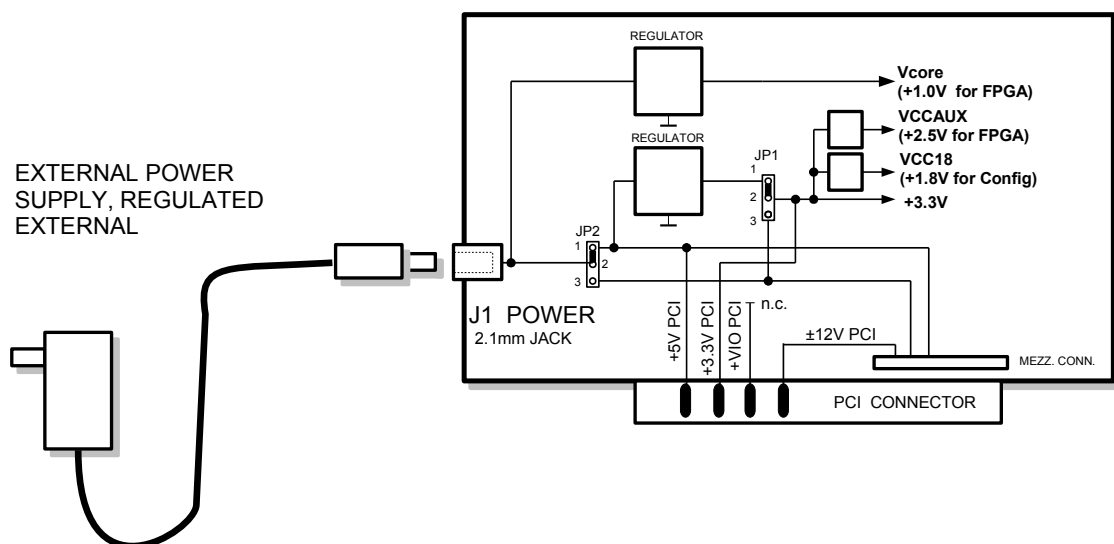 REGULATOR
Vcore
(+1.0V for FPGA)
VCCAUX
(+2.5V for FPGA)
REGULATOR
JP1
VCC18
(+1.8V for Config)
1
2
3
+3.3V
EXTERNAL POWER
SUPPLY, REGULATED
EXTERNAL
JP2
1
2
3
J1 POWER
2.1mm JACK
+5V PCI
+3.3V PCI
+VIO PCI
n.c.
±12V PCI
MEZZ. CONN.
PCI CONNECTOR